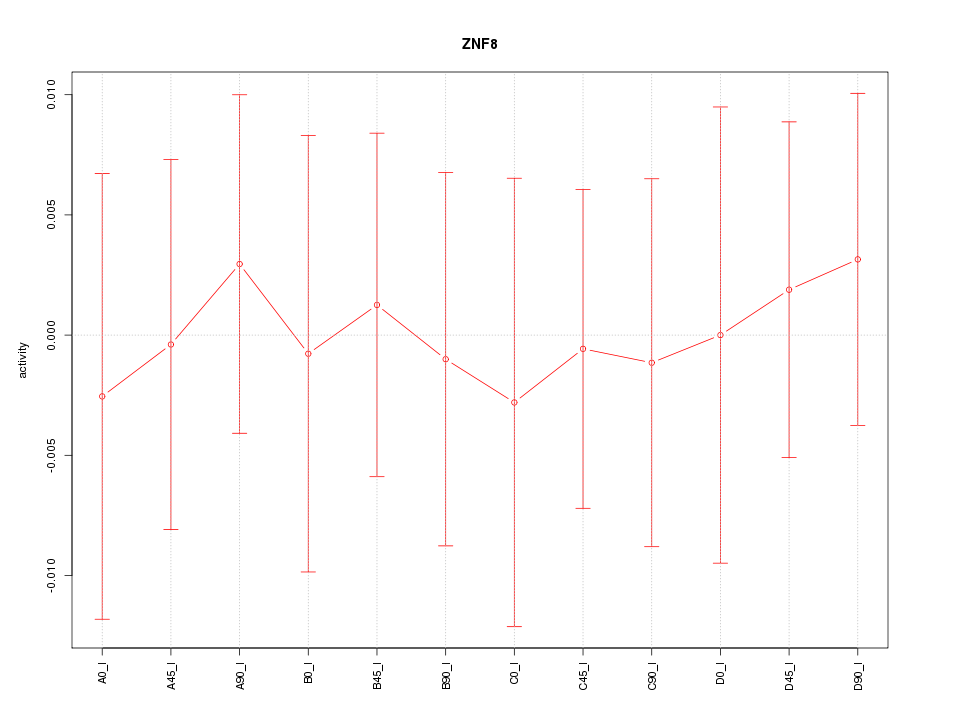 ZNF8
activity
0.010
0.005
0.000
-0.005
-0.010
A0_I
A45_I
A90_I
B0_I
B45_I
B90_I
C0_I
C45_I
C90_I
D0_I
D45_I
D90_I